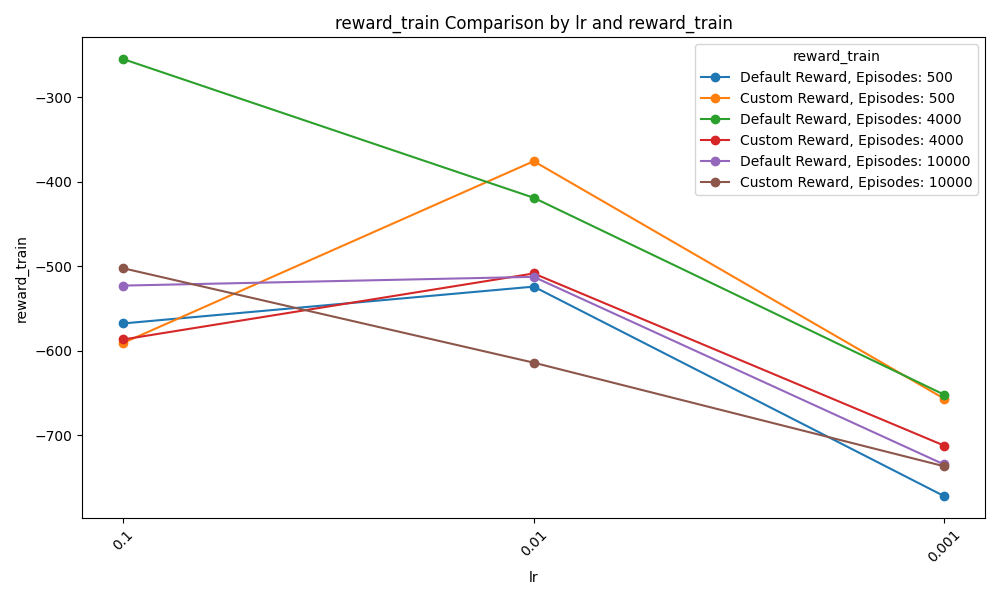 reward_train Comparison by lr and reward_train
reward_train
Default Reward, Episodes: 500
Custom Reward, Episodes: 500
Default Reward, Episodes: 4000
Custom Reward, Episodes: 4000
Default Reward, Episodes: 10000
Custom Reward, Episodes: 10000
reward_train
−300
−400
−500
−600
−700
0.1
0.01
0.001
lr